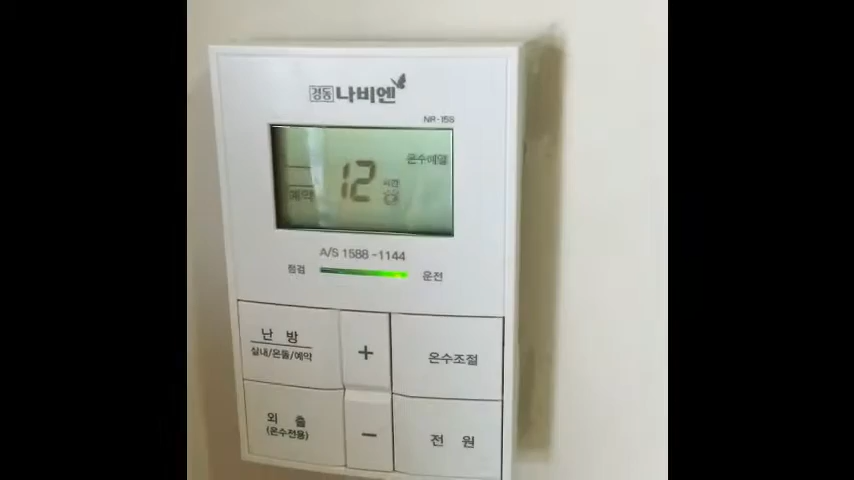 경동 나비엔
NR-15S
온수예열
12 시간
예약
A/S 1588-1144
점검 운전
난 방
실내/온돌/예약
+
온수조절
외 출
(온수전용)
-
전 원